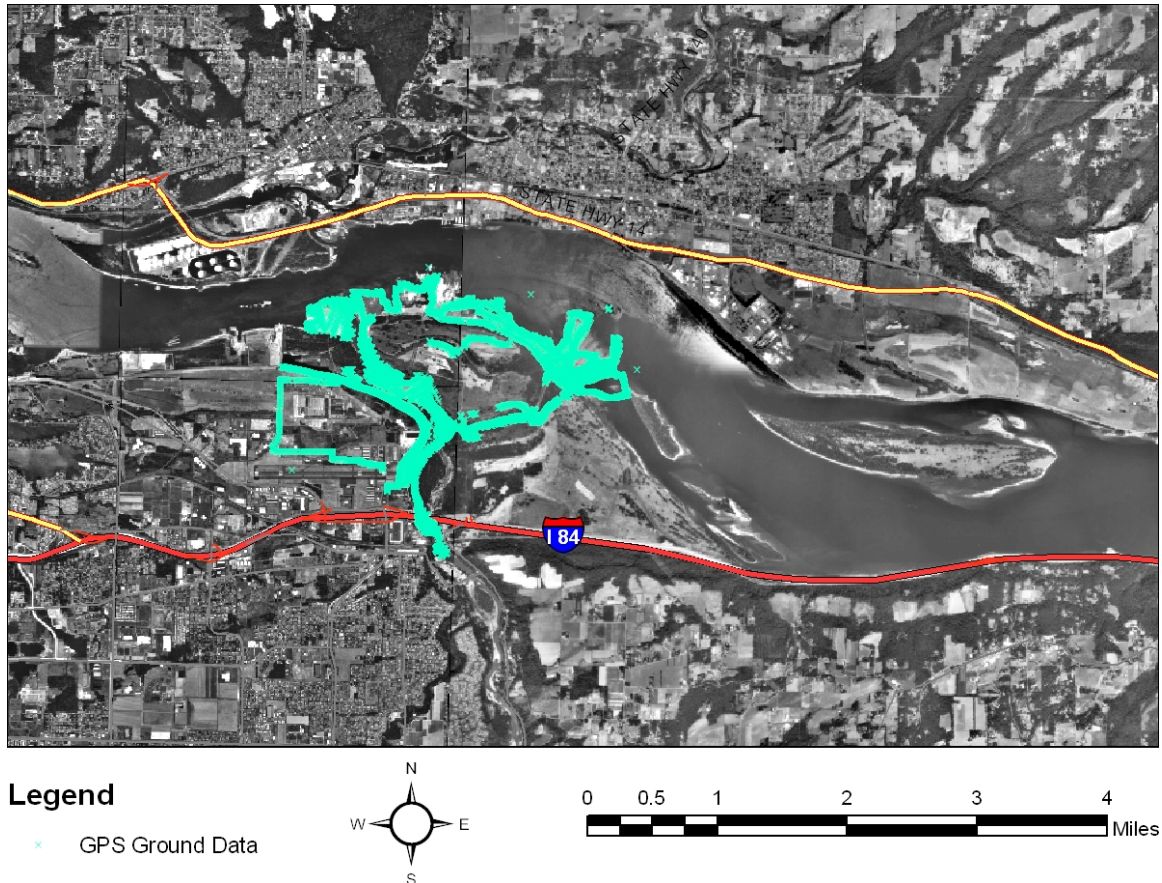 STATE HWY 140
STATE HWY 14
I 84
Legend
GPS Ground Data
N
W
E
S
0 0.5 1 2 3 4
Miles